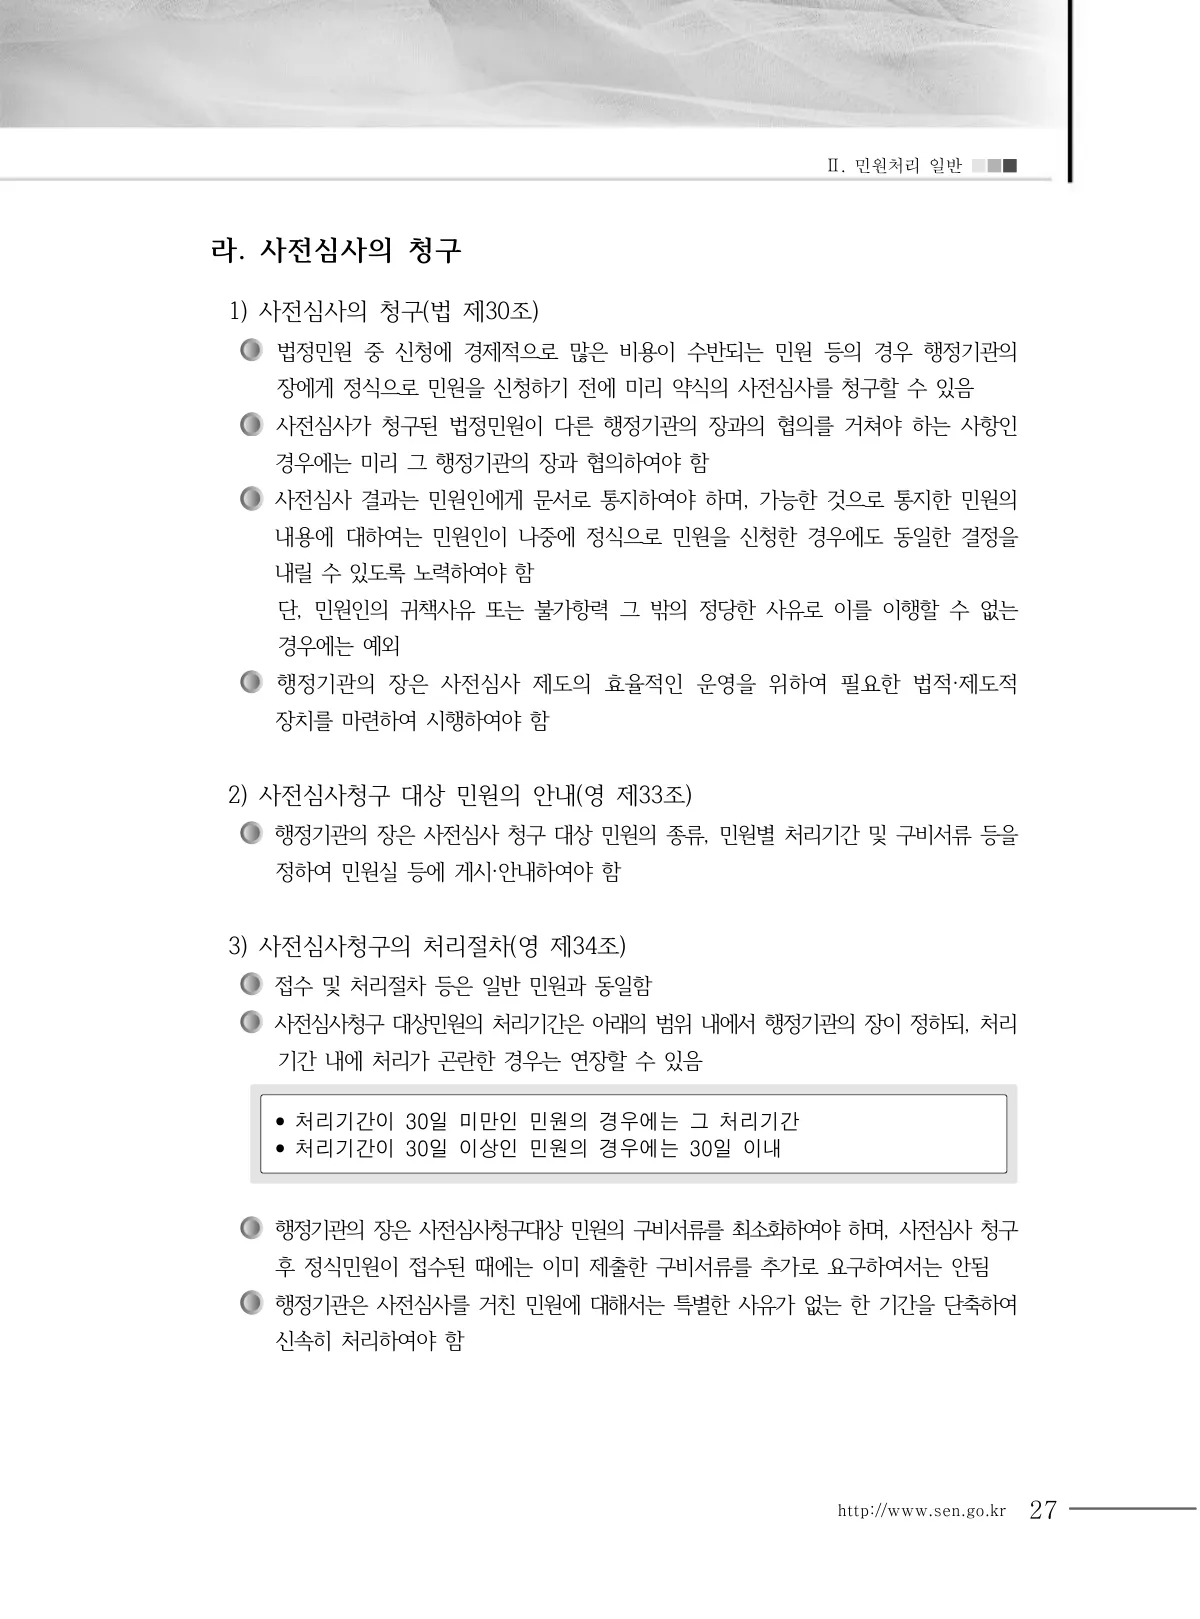 Ⅱ. 민원처리 일반
라. 사전심사의 청구
1) 사전심사의 청구(법 제30조)
법정민원 중 신청에 경제적으로 많은 비용이 수반되는 민원 등의 경우 행정기관의
장에게 정식으로 민원을 신청하기 전에 미리 약식의 사전심사를 청구할 수 있음
사전심사가 청구된 법정민원이 다른 행정기관의 장과의 협의를 거쳐야 하는 사항인
경우에는 미리 그 행정기관의 장과 협의하여야 함
사전심사 결과는 민원인에게 문서로 통지하여야 하며, 가능한 것으로 통지한 민원의
내용에 대하여는 민원인이 나중에 정식으로 민원을 신청한 경우에도 동일한 결정을
내릴 수 있도록 노력하여야 함
단, 민원인의 귀책사유 또는 불가항력 그 밖의 정당한 사유로 이를 이행할 수 없는
경우에는 예외
행정기관의 장은 사전심사 제도의 효율적인 운영을 위하여 필요한 법적·제도적
장치를 마련하여 시행하여야 함
2) 사전심사청구 대상 민원의 안내(영 제33조)
행정기관의 장은 사전심사 청구 대상 민원의 종류, 민원별 처리기간 및 구비서류 등을
정하여 민원실 등에 게시·안내하여야 함
3) 사전심사청구의 처리절차(영 제34조)
접수 및 처리절차 등은 일반 민원과 동일함
사전심사청구 대상민원의 처리기간은 아래의 범위 내에서 행정기관의 장이 정하되, 처리
기간 내에 처리가 곤란한 경우는 연장할 수 있음
• 처리기간이 30일 미만인 민원의 경우에는 그 처리기간
• 처리기간이 30일 이상인 민원의 경우에는 30일 이내
행정기관의 장은 사전심사청구대상 민원의 구비서류를 최소화하여야 하며, 사전심사 청구
후 정식민원이 접수된 때에는 이미 제출한 구비서류를 추가로 요구하여서는 안됨
행정기관은 사전심사를 거친 민원에 대해서는 특별한 사유가 없는 한 기간을 단축하여
신속히 처리하여야 함
http://www.sen.go.kr 27